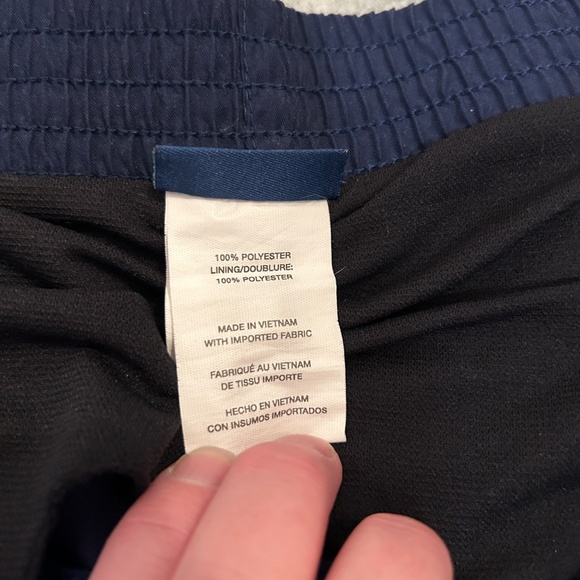 100% POLYESTER
LINING/DOUBLURE:
100% POLYESTER
MADE IN VIETNAM
WITH IMPORTED FABRIC
FABRIQUÉ AU VIETNAM
DE TISSU IMPORTE
HECHO EN VIETNAM
CON INSUMOS IMPORTADOS